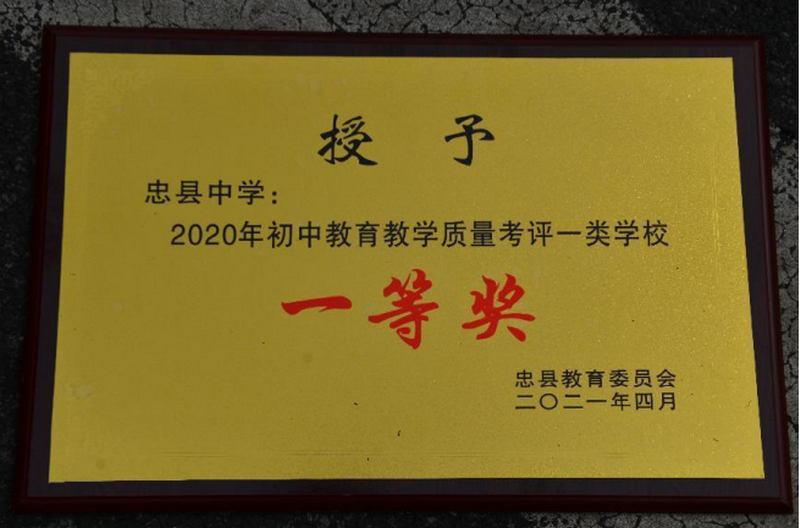 授 予
忠县中学：
2020年初中教育教学质量考评一类学校
一等奖
忠县教育委员会
二〇二一年四月